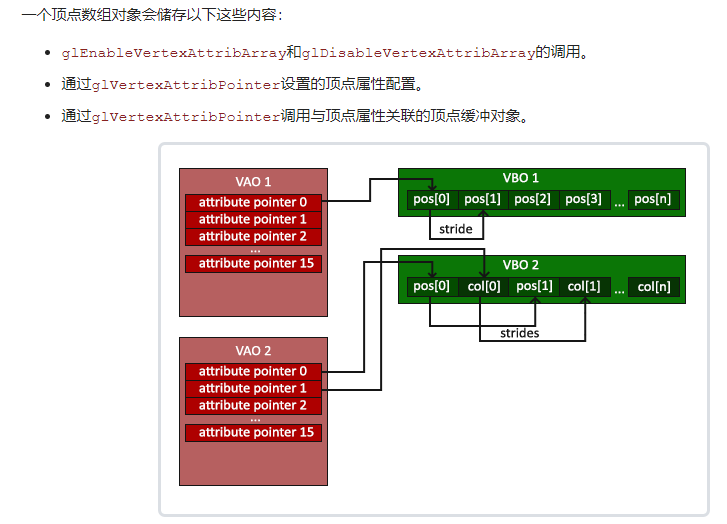 一个顶点数组对象会储存以下这些内容：
• glEnableVertexAttribArray和glDisableVertexAttribArray的调用。
• 通过glVertexAttribPointer设置的顶点属性配置。
• 通过glVertexAttribPointer调用与顶点属性关联的顶点缓冲对象。
VAO 1
attribute pointer 0
attribute pointer 1
attribute pointer 2
...
attribute pointer 15
VBO 1
pos[0] pos[1] pos[2] pos[3] ... pos[n]
stride
VBO 2
pos[0] col[0] pos[1] col[1] ... col[n]
strides
VAO 2
attribute pointer 0
attribute pointer 1
attribute pointer 2
...
attribute pointer 15